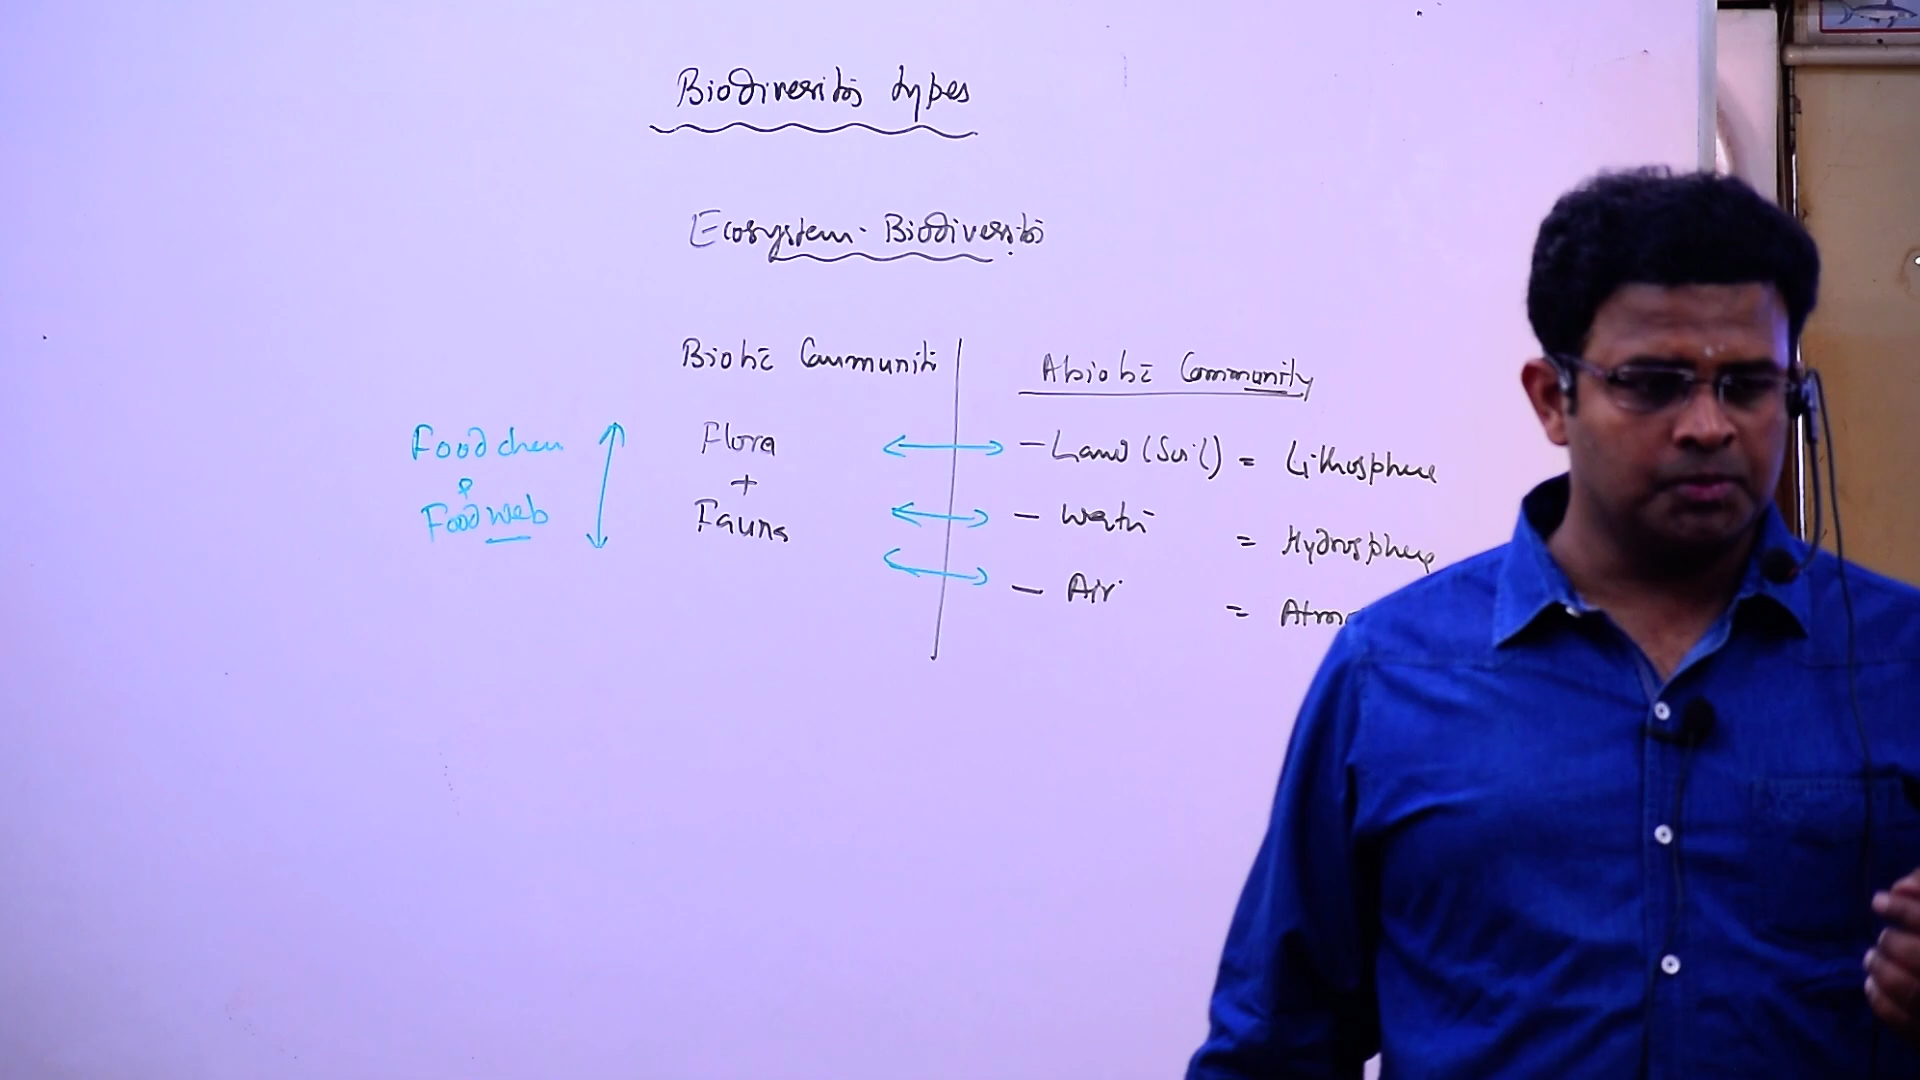 Biodiversity types
Ecosystem - Biodiversity
Biotic Community
Abiotic Community
Food chain
&
Food web
Flora
+
Fauna
- Land (Soil) = Lithosphere
- Water = Hydrosphere
- Air = Atmos